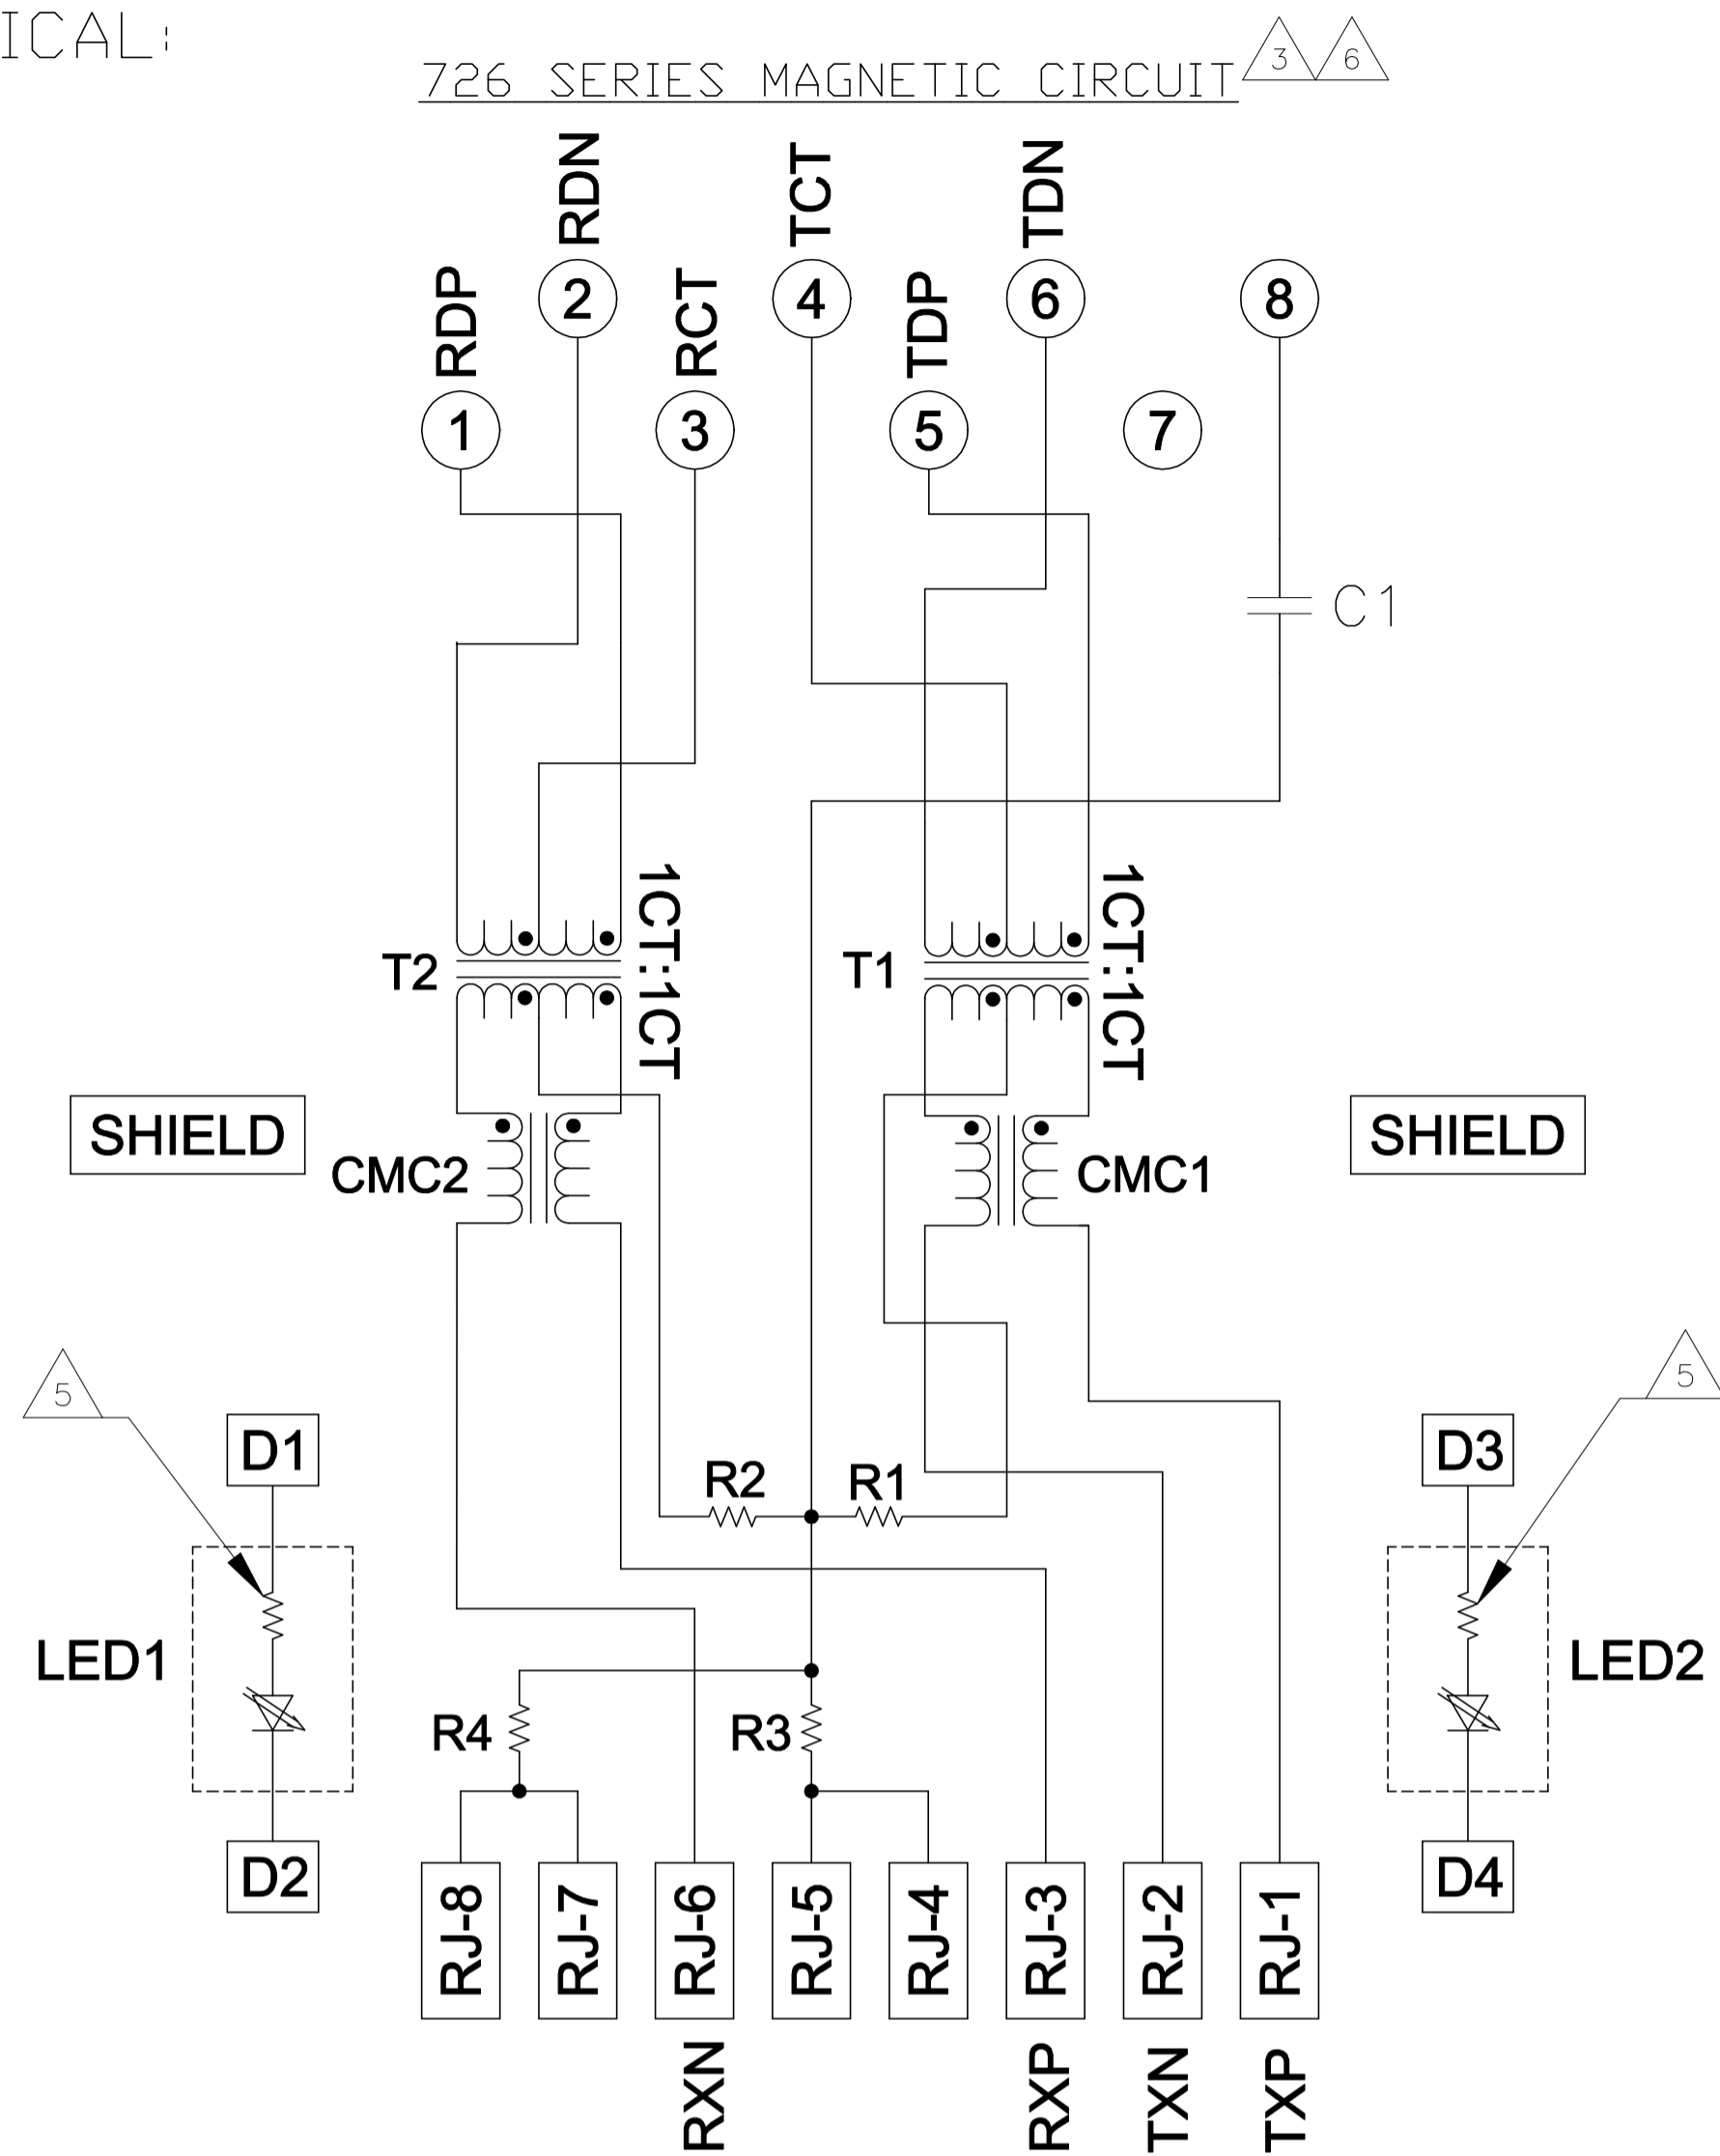 ICAL:
726 SERIES MAGNETIC CIRCUIT
3 6
RDP
RDN
RCT
TCT
TDP
TDN
2 4 6 8
1 3 5 7
C1
1CT:1CT
1CT:1CT
T2
T1
SHIELD
SHIELD
CMC2
CMC1
5
5
D1
D3
R2
R1
LED1
LED2
R4
R3
D2
D4
RJ-8
RJ-7
RJ-6
RJ-5
RJ-4
RJ-3
RJ-2
RJ-1
RXN
RXP
TXN
TXP